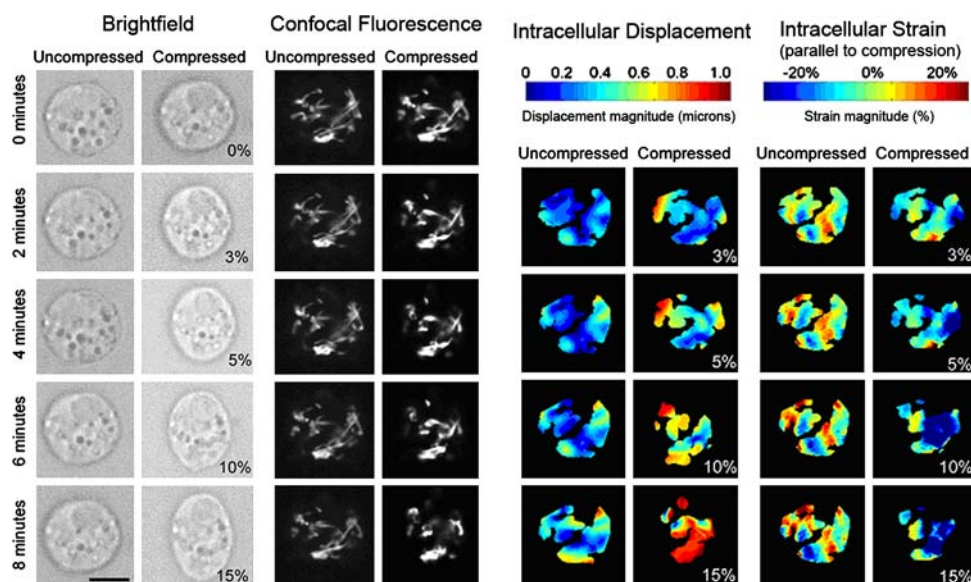 Brightfield
Confocal Fluorescence
Intracellular Displacement
Intracellular Strain
(parallel to compression)
Uncompressed Compressed
Uncompressed Compressed
0 0.2 0.4 0.6 0.8 1.0
Displacement magnitude (microns)
-20% 0% 20%
Strain magnitude (%)
Uncompressed Compressed
Uncompressed Compressed
0 minutes
0%
2 minutes
3%
3%
3%
4 minutes
5%
5%
5%
6 minutes
10%
10%
10%
8 minutes
15%
15%
15%